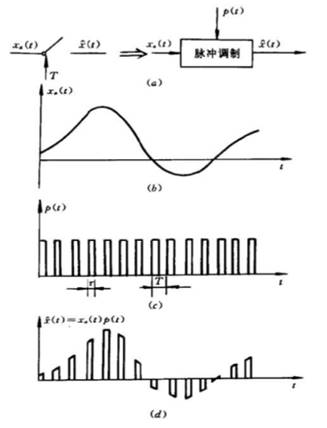 p(t)
xₐ(t) x̂(t) xₐ(t) 脉冲调制 x̂(t)
T
(a)
xₐ(t)
t
(b)
p(t)
τ T t
(c)
x̂(t)=xₐ(t)p(t)
t
(d)